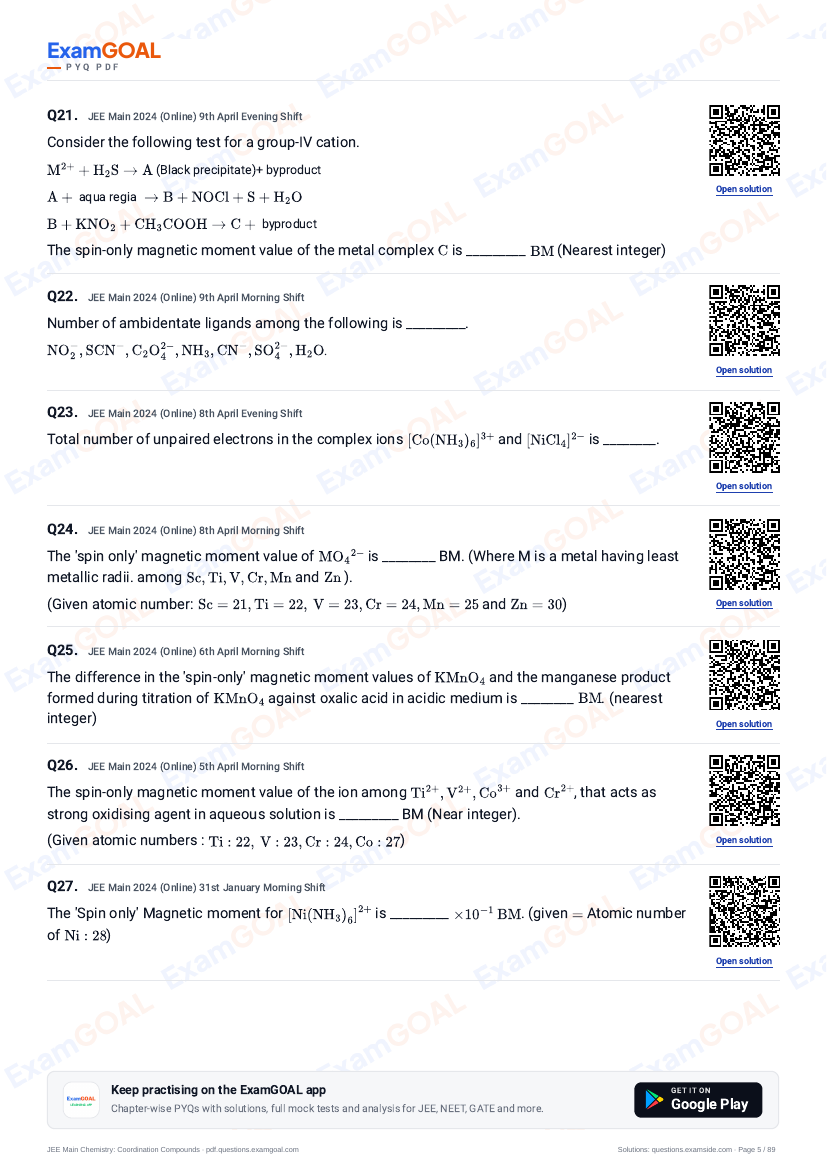 ExamGOAL
PYQ PDF
Q21. JEE Main 2024 (Online) 9th April Evening Shift
Consider the following test for a group-IV cation.
M²⁺ + H₂S → A (Black precipitate)+ byproduct
A + aqua regia → B + NOCl + S + H₂O
B + KNO₂ + CH₃COOH → C + byproduct
The spin-only magnetic moment value of the metal complex C is _________ BM (Nearest integer)
Open solution
Q22. JEE Main 2024 (Online) 9th April Morning Shift
Number of ambidentate ligands among the following is _________.
NO₂⁻, SCN⁻, C₂O₄²⁻, NH₃, CN⁻, SO₄²⁻, H₂O.
Open solution
Q23. JEE Main 2024 (Online) 8th April Evening Shift
Total number of unpaired electrons in the complex ions [Co(NH₃)₆]³⁺ and [NiCl₄]²⁻ is ________.
Open solution
Q24. JEE Main 2024 (Online) 8th April Morning Shift
The 'spin only' magnetic moment value of MO₄²⁻ is ________ BM. (Where M is a metal having least
metallic radii. among Sc, Ti, V, Cr, Mn and Zn ).
(Given atomic number: Sc = 21, Ti = 22, V = 23, Cr = 24, Mn = 25 and Zn = 30)
Open solution
Q25. JEE Main 2024 (Online) 6th April Morning Shift
The difference in the 'spin-only' magnetic moment values of KMnO₄ and the manganese product
formed during titration of KMnO₄ against oxalic acid in acidic medium is ________ BM. (nearest
integer)
Open solution
Q26. JEE Main 2024 (Online) 5th April Morning Shift
The spin-only magnetic moment value of the ion among Ti²⁺, V²⁺, Co³⁺ and Cr²⁺, that acts as
strong oxidising agent in aqueous solution is _________ BM (Near integer).
(Given atomic numbers : Ti : 22, V : 23, Cr : 24, Co : 27)
Open solution
Q27. JEE Main 2024 (Online) 31st January Morning Shift
The 'Spin only' Magnetic moment for [Ni(NH₃)₆]²⁺ is _________ ×10⁻¹ BM. (given = Atomic number
of Ni : 28)
Open solution
Keep practising on the ExamGOAL app
Chapter-wise PYQs with solutions, full mock tests and analysis for JEE, NEET, GATE and more.
GET IT ON
Google Play
JEE Main Chemistry: Coordination Compounds · pdf.questions.examgoal.com
Solutions: questions.examside.com · Page 5 / 89